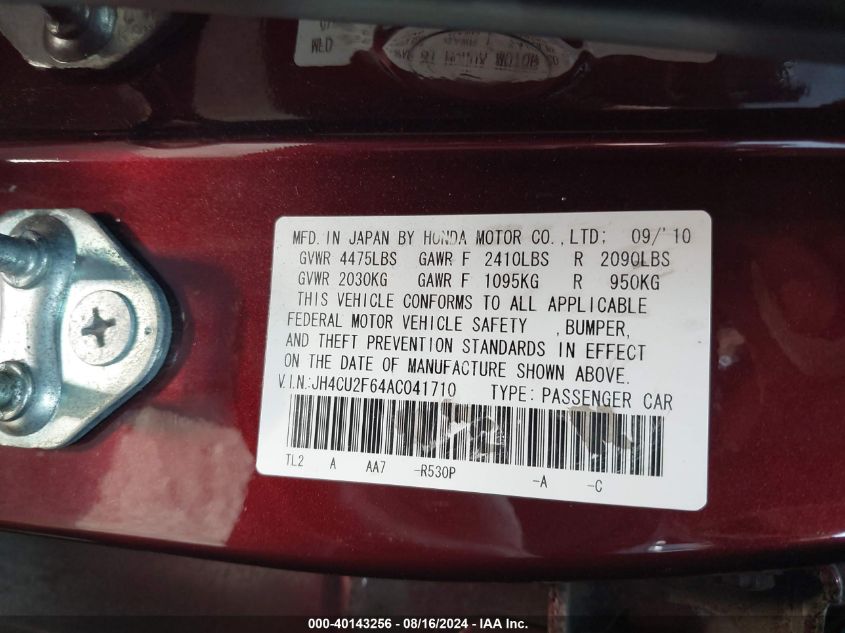 WLD
MFD. IN JAPAN BY HONDA MOTOR CO., LTD; 09/'10
GVWR 4475LBS GAWR F 2410LBS R 2090LBS
GVWR 2030KG GAWR F 1095KG R 950KG
THIS VEHICLE CONFORMS TO ALL APPLICABLE
FEDERAL MOTOR VEHICLE SAFETY , BUMPER,
AND THEFT PREVENTION STANDARDS IN EFFECT
ON THE DATE OF MANUFACTURE SHOWN ABOVE.
V.I.N.:JH4CU2F64AC041710 TYPE: PASSENGER CAR
TL2 A AA7 -R530P -A -C
000-40143256 - 08/16/2024 - IAA Inc.